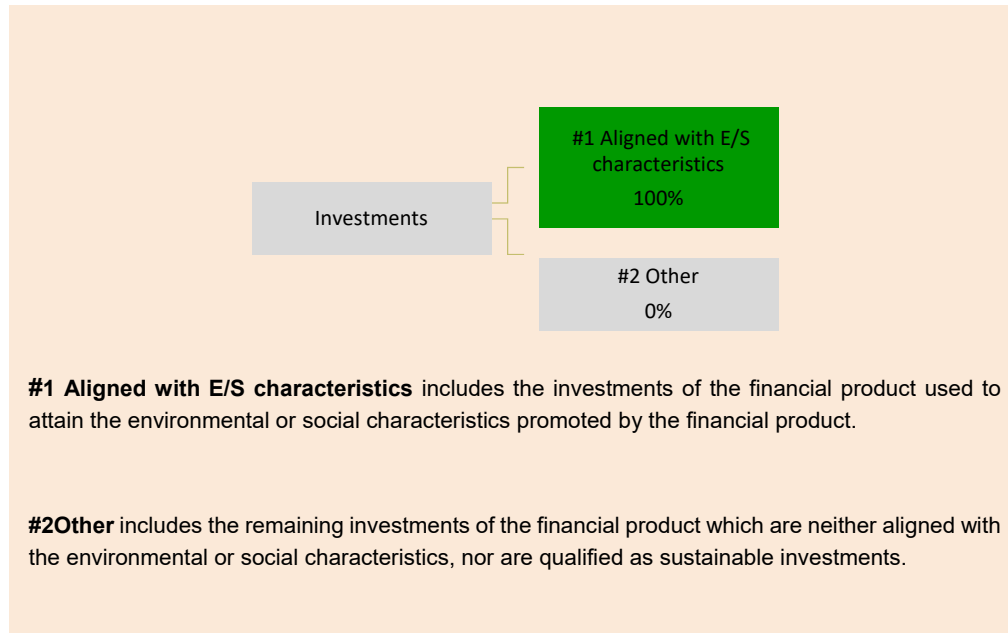 #1 Aligned with E/S
characteristics
100%
Investments
#2 Other
0%
#1 Aligned with E/S characteristics includes the investments of the financial product used to
attain the environmental or social characteristics promoted by the financial product.
#2Other includes the remaining investments of the financial product which are neither aligned with
the environmental or social characteristics, nor are qualified as sustainable investments.